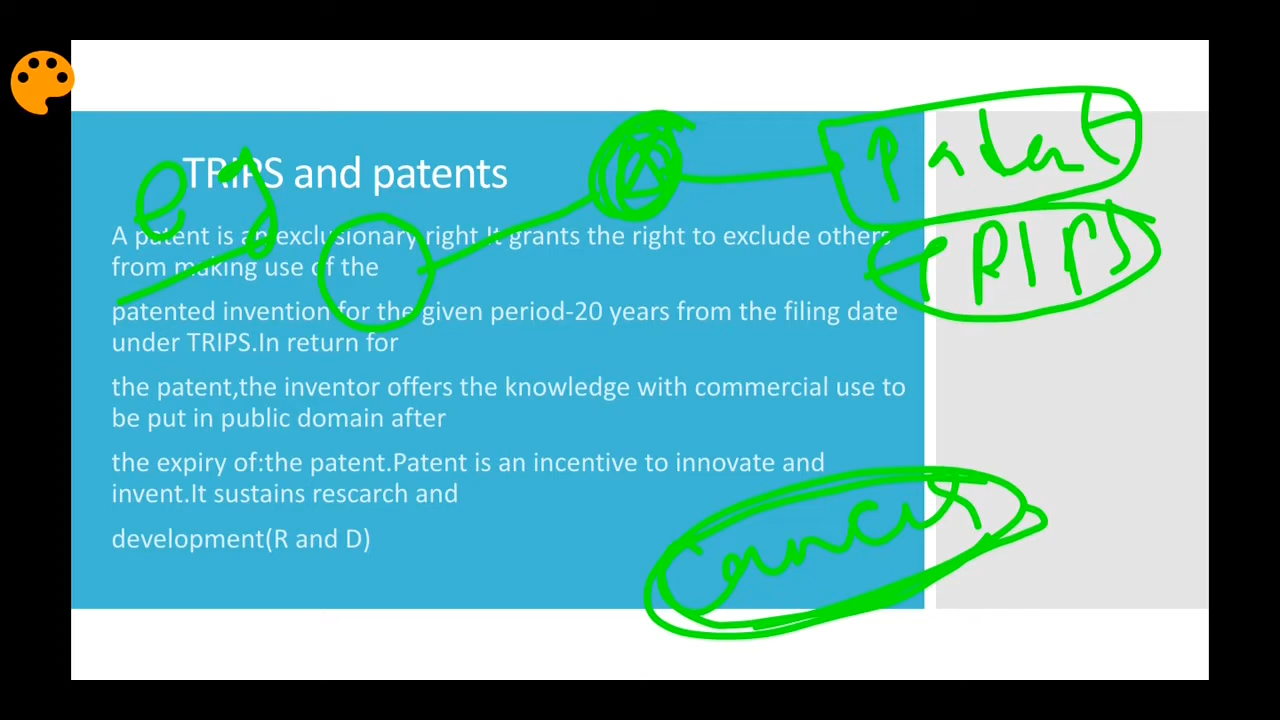 TRIPS and patents
eg
A
Patent
TRIPS
A patent is an exclusionary right.It grants the right to exclude others
from making use of the
patented invention for the given period-20 years from the filing date
under TRIPS.In return for
the patent,the inventor offers the knowledge with commercial use to
be put in public domain after
the expiry of:the patent.Patent is an incentive to innovate and
invent.It sustains rescarch and
development(R and D)
Cancer